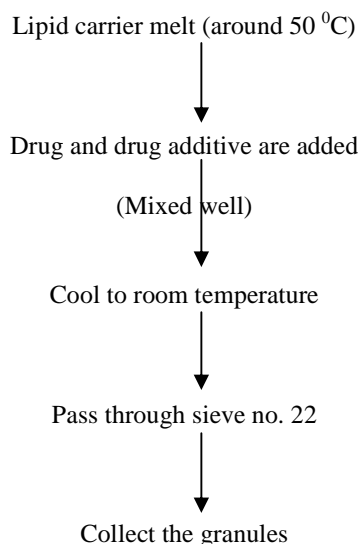 Lipid carrier melt (around 50 ⁰C)
Drug and drug additive are added
(Mixed well)
Cool to room temperature
Pass through sieve no. 22
Collect the granules